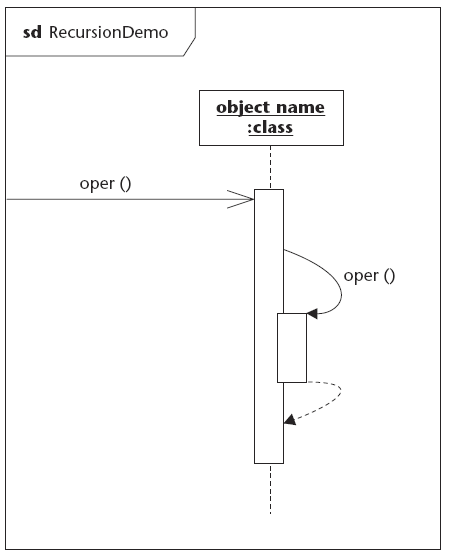 sd RecursionDemo
object name
:class
oper ()
oper ()